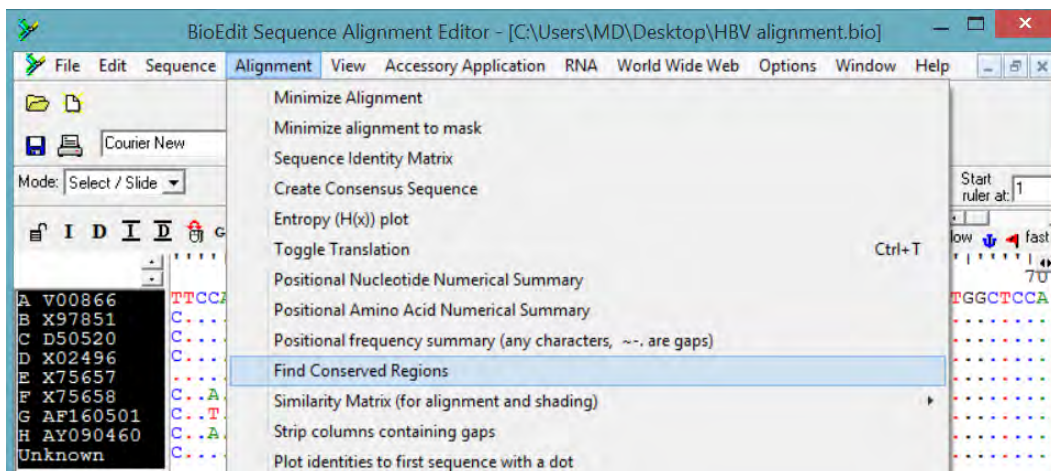 BioEdit Sequence Alignment Editor - [C:\Users\MD\Desktop\HBV alignment.bio]
File Edit Sequence Alignment View Accessory Application RNA World Wide Web Options Window Help
Minimize Alignment
Minimize alignment to mask
Courier New
Sequence Identity Matrix
Mode: Select / Slide
Create Consensus Sequence
Start ruler at: 1
Entropy (H(x)) plot
I D I D G
low fast
Toggle Translation Ctrl+T
70
Positional Nucleotide Numerical Summary
A V00866 TTCCA TGGCTCCA
Positional Amino Acid Numerical Summary
B X97851 C.... ........
C D50520 C.... ........
Positional frequency summary (any characters, ~-. are gaps)
D X02496 C.... ........
Find Conserved Regions
E X75657 ..... ........
F X75658 C..A. ........
Similarity Matrix (for alignment and shading)
G AF160501 C..T. ........
H AY090460 C..A. ........
Strip columns containing gaps
Unknown C.... ........
Plot identities to first sequence with a dot